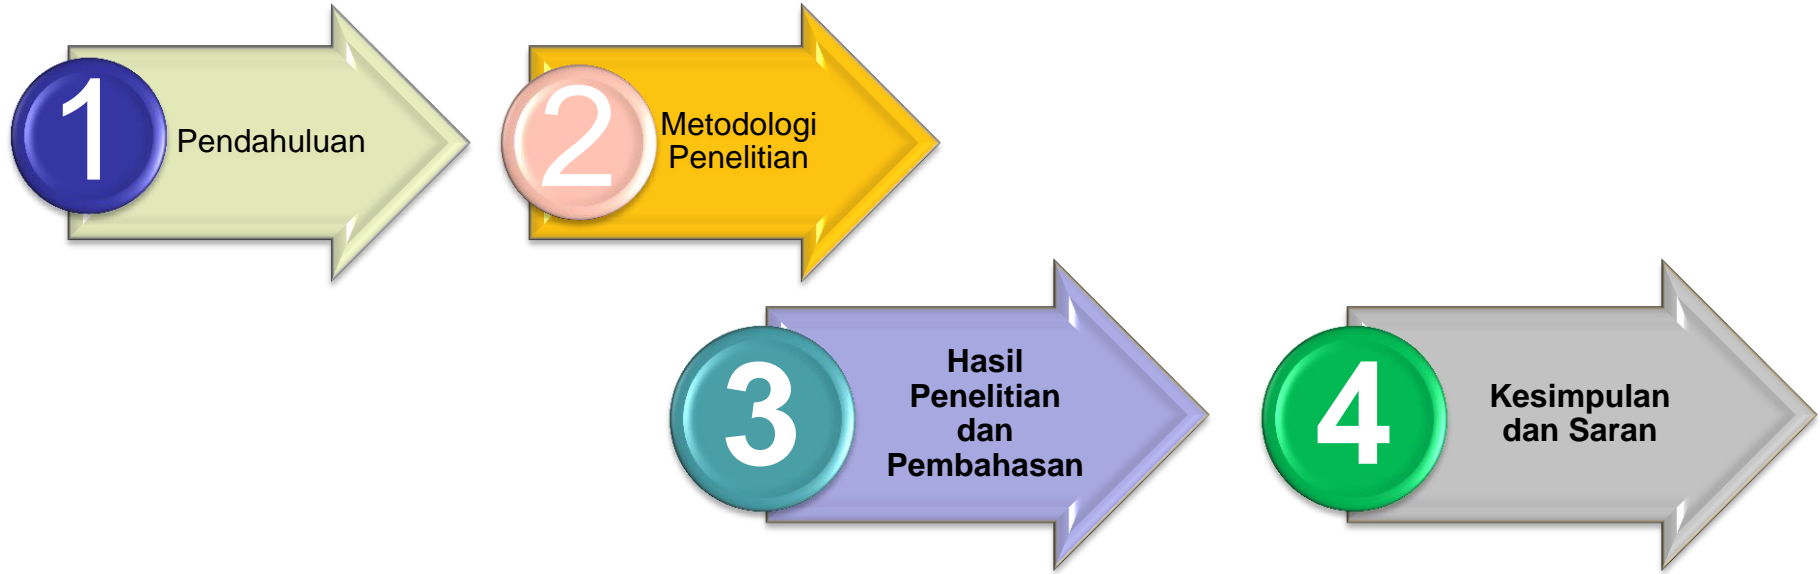 1
Pendahuluan
2
Metodologi
Penelitian
3
Hasil
Penelitian
dan
Pembahasan
4
Kesimpulan
dan Saran